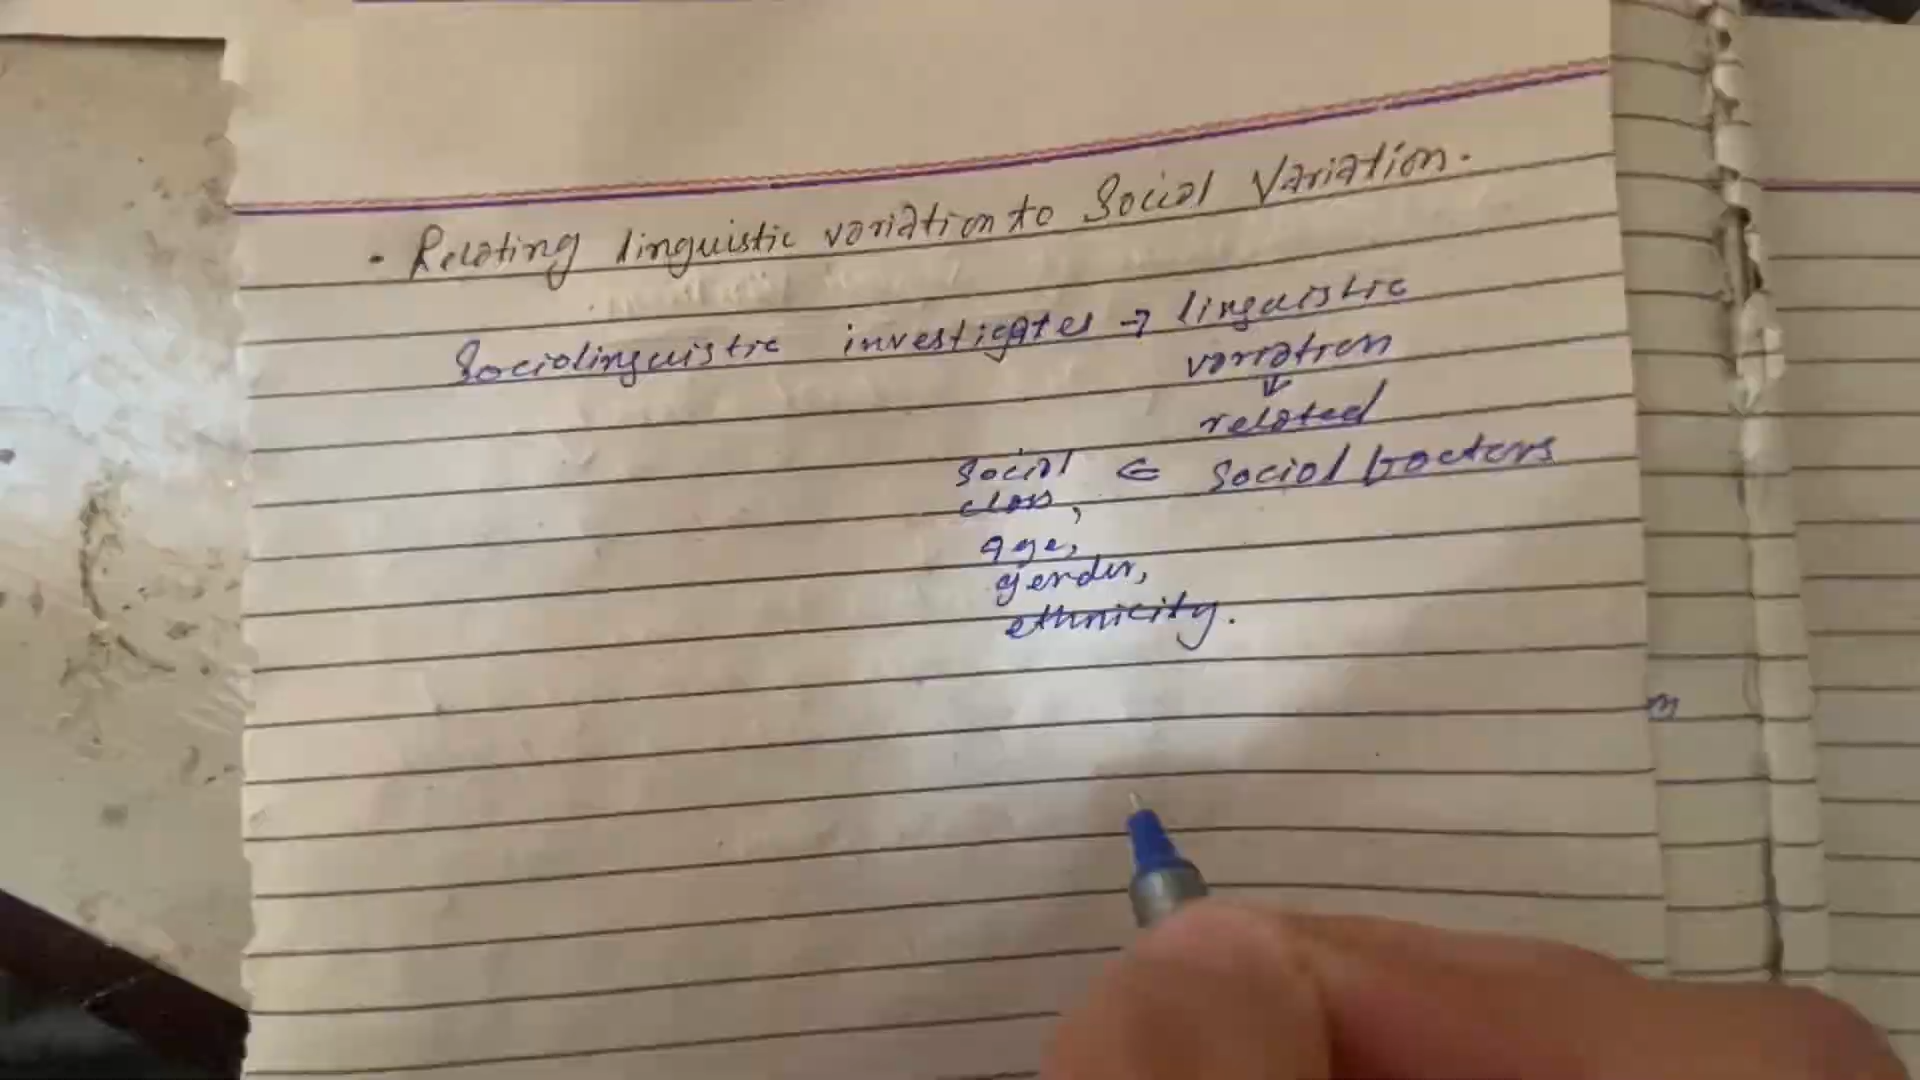 • Relating linguistic variation to Social Variation.
Sociolinguistic investigates → linguistic
variation
↓
related
Social ← Social factors
class,
age,
gender,
ethnicity.
m